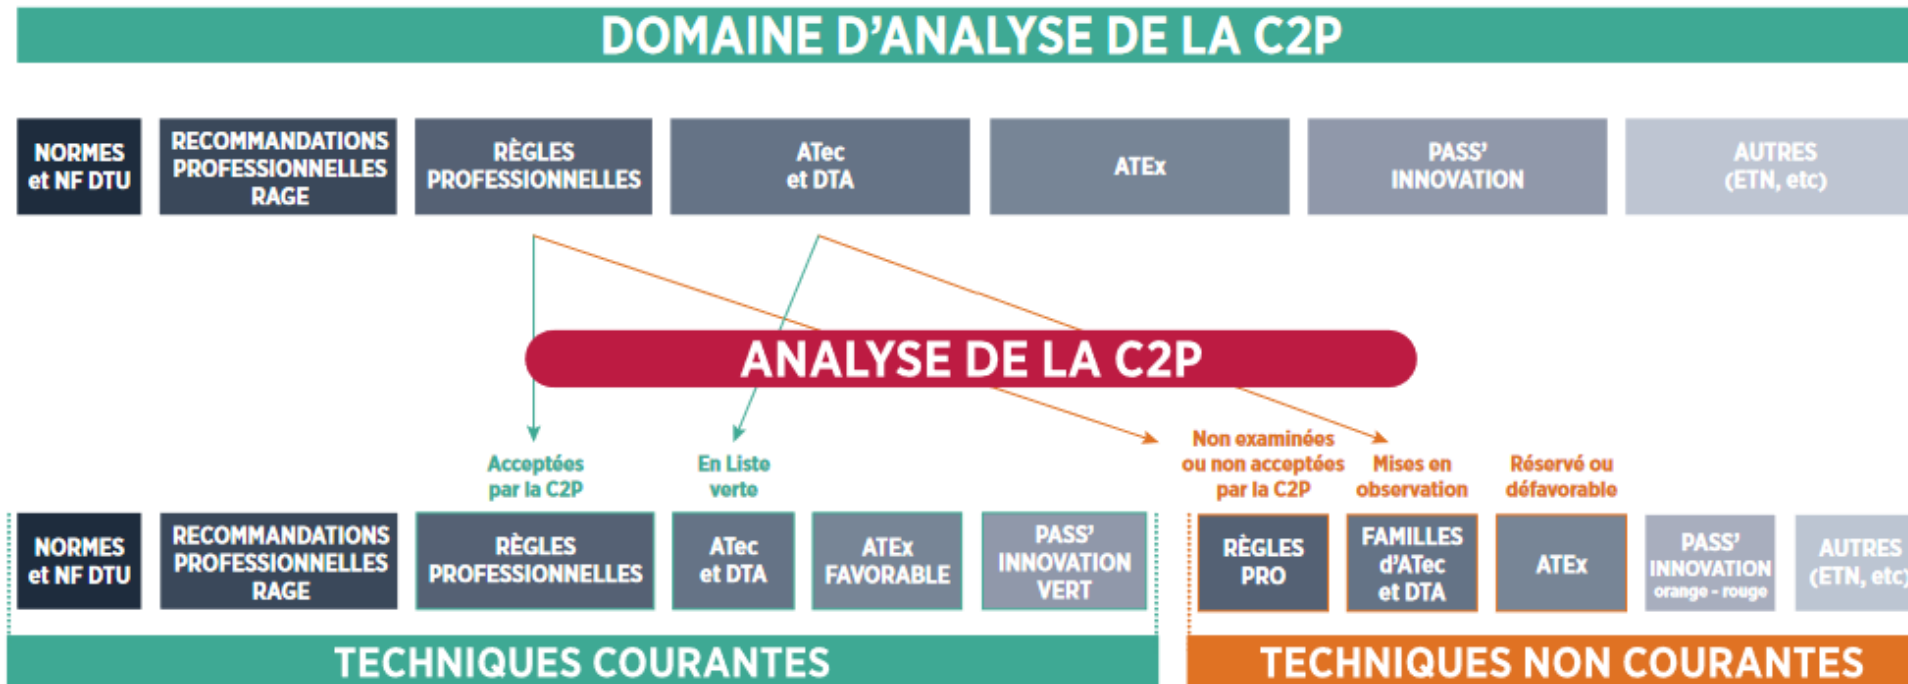 DOMAINE D'ANALYSE DE LA C2P
NORMES
et NF DTU
RECOMMANDATIONS
PROFESSIONNELLES
RAGE
RÈGLES
PROFESSIONNELLES
ATec
et DTA
ATEx
PASS'
INNOVATION
AUTRES
(ETN, etc)
ANALYSE DE LA C2P
Acceptées
par la C2P
En Liste
verte
Non examinées
ou non acceptées
par la C2P
Mises en
observation
Réservé ou
défavorable
NORMES
et NF DTU
RECOMMANDATIONS
PROFESSIONNELLES
RAGE
RÈGLES
PROFESSIONNELLES
ATec
et DTA
ATEx
FAVORABLE
PASS'
INNOVATION
VERT
RÈGLES
PRO
FAMILLES
d'ATec
et DTA
ATEx
PASS'
INNOVATION
orange - rouge
AUTRES
(ETN, etc)
TECHNIQUES COURANTES
TECHNIQUES NON COURANTES